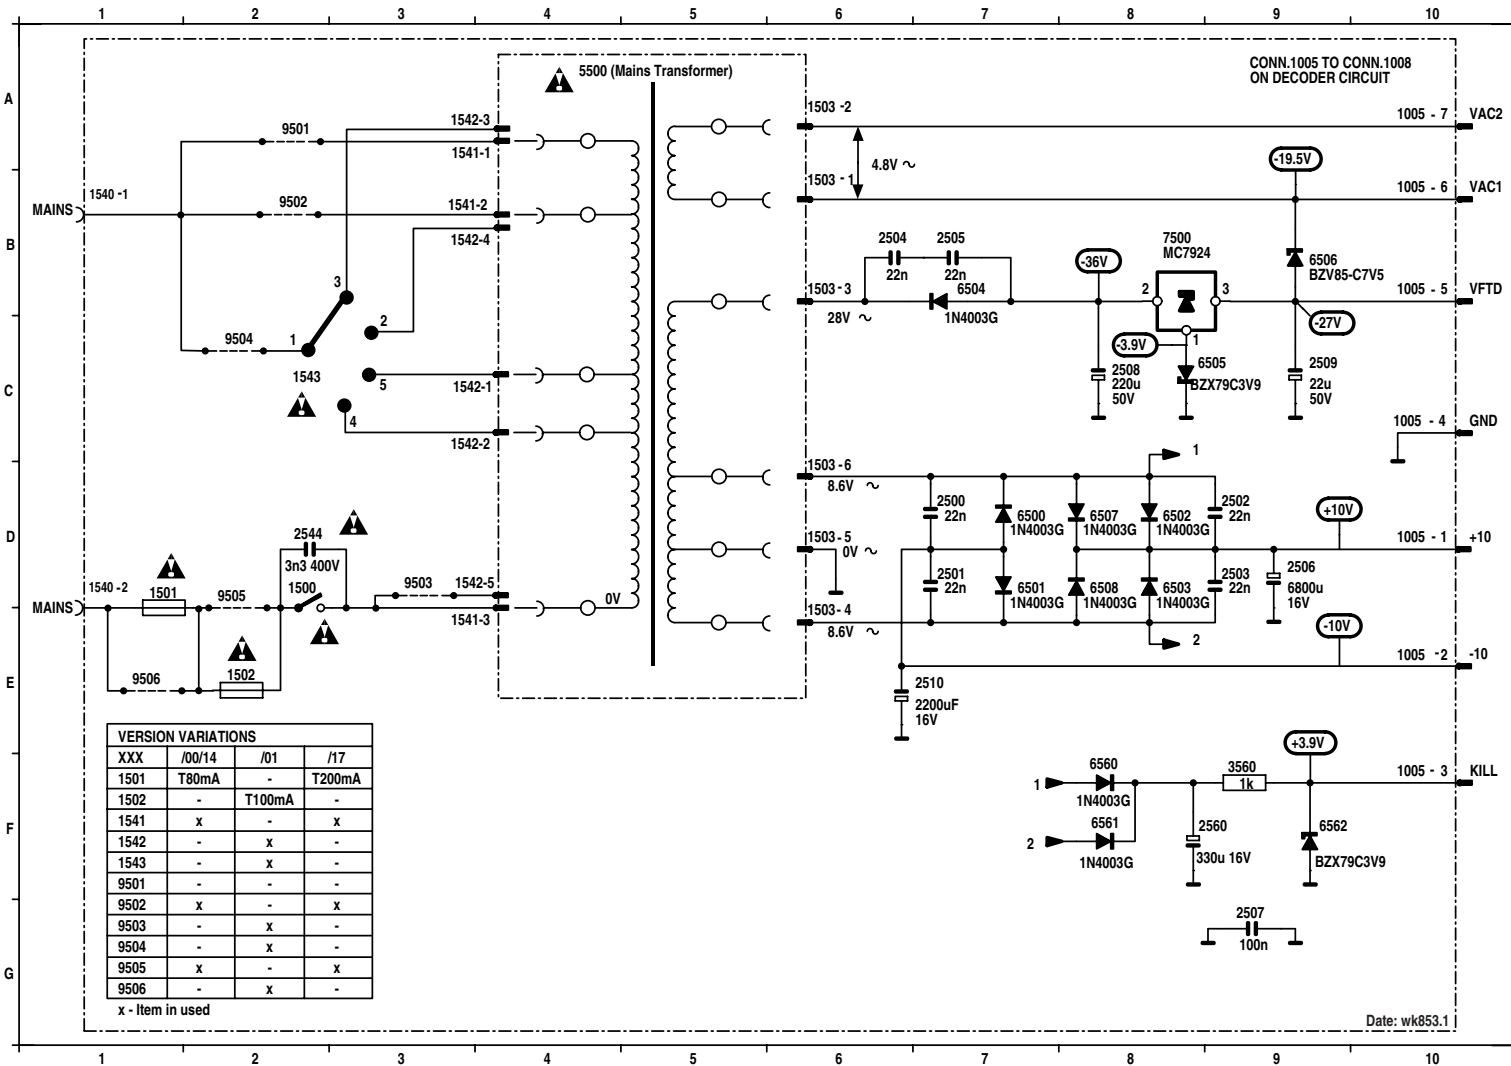 1 2 3 4 5 6 7 8 9 10
A
B
C
D
E
F
G
5500 (Mains Transformer)
CONN.1005 TO CONN.1008
ON DECODER CIRCUIT
MAINS
1540 -1
9501
9502
9504
1542-3
1541-1
1541-2
1542-4
3
2
1
5
4
1543
1542-1
1542-2
MAINS
1540 -2
1501
9505
2544
3n3 400V
1500
9503
1542-5
1541-3
9506
1502
0V
1503 -2
4.8V ~
1503 - 1
1503 - 3
28V ~
1503 - 6
8.6V ~
1503 - 5
0V ~
1503 - 4
8.6V ~
2504
22n
2505
22n
6504
1N4003G
-36V
7500
MC7924
2
3
1
-3.9V
2508
220u
50V
6505
BZX79C3V9
-19.5V
6506
BZV85-C7V5
-27V
2509
22u
50V
1005 - 7 VAC2
1005 - 6 VAC1
1005 - 5 VFTD
1005 - 4 GND
1
2500
22n
6500
1N4003G
6507
1N4003G
6502
1N4003G
2502
22n
2501
22n
6501
1N4003G
6508
1N4003G
6503
1N4003G
2503
22n
2
+10V
1005 - 1 +10
2506
6800u
16V
-10V
1005 -2 -10
2510
2200uF
16V
1
6560
1N4003G
2
6561
1N4003G
2560
330u 16V
3560
1k
+3.9V
6562
BZX79C3V9
1005 - 3 KILL
2507
100n
VERSION VARIATIONS
XXX /00/14 /01 /17
1501 T80mA - T200mA
1502 - T100mA -
1541 x - x
1542 - x -
1543 - x -
9501 - - -
9502 x - x
9503 - x -
9504 - x -
9505 x - x
9506 - x -
x - Item in used
Date: wk853.1
1 2 3 4 5 6 7 8 9 10